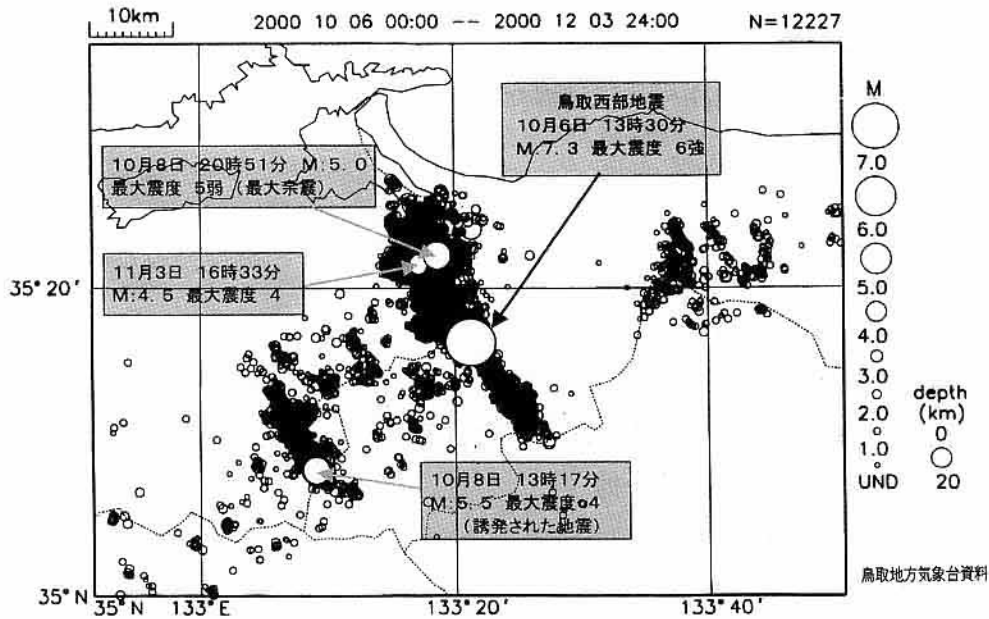 10km
2000 10 06 00:00 -- 2000 12 03 24:00
N=12227
鳥取西部地震
10月6日 13時30分
M:7.3 最大震度 6強
10月8日 20時51分 M:5.0
最大震度 5弱 (最大余震)
11月3日 16時33分
M:4.5 最大震度 4
10月8日 13時17分
M:5.5 最大震度 4
(誘発された地震)
35°20'
35°N
35°N
133°E
133°20'
133°40'
M
7.0
6.0
5.0
4.0
3.0
2.0
1.0
UND
depth
(km)
0
20
鳥取地方気象台資料